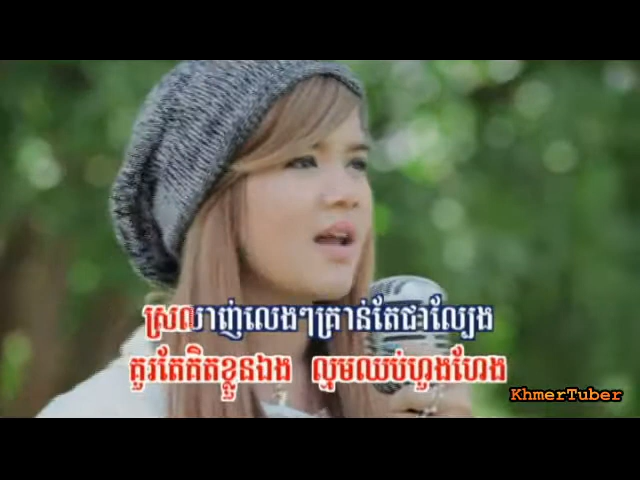 ស្រលាញ់លេងៗគ្រាន់តែជាល្បែង
គួរតែគិតខ្លួនឯង ល្មមឈប់ហួងហែង
KhmerTuber